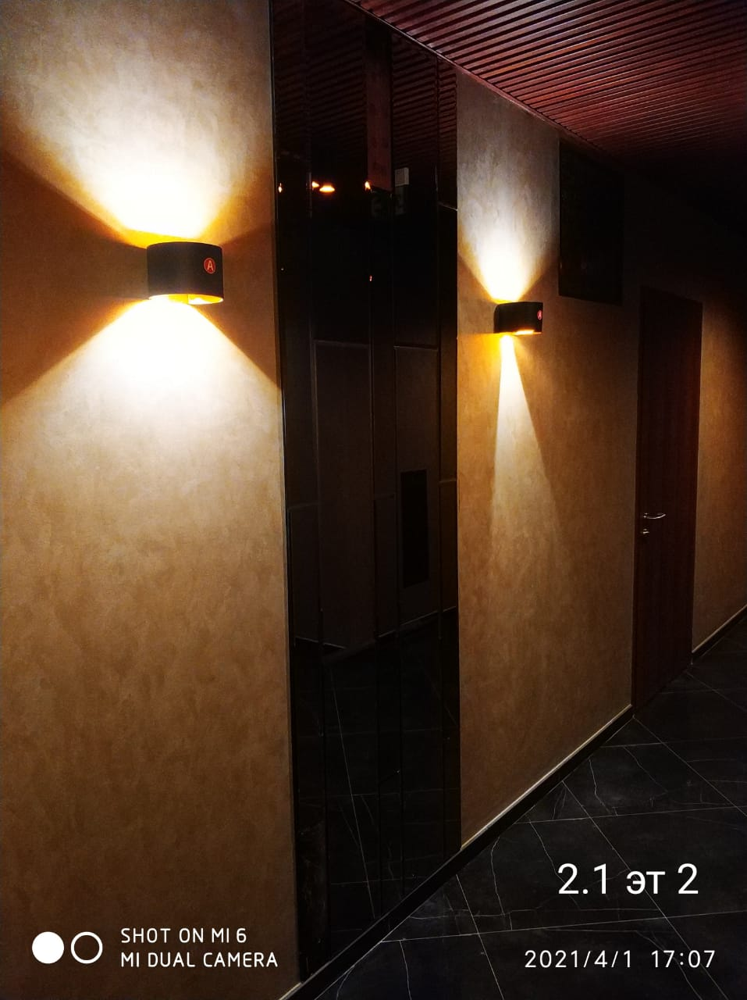 A
A
2.1 эт 2
SHOT ON MI 6
MI DUAL CAMERA
2021/4/1 17:07